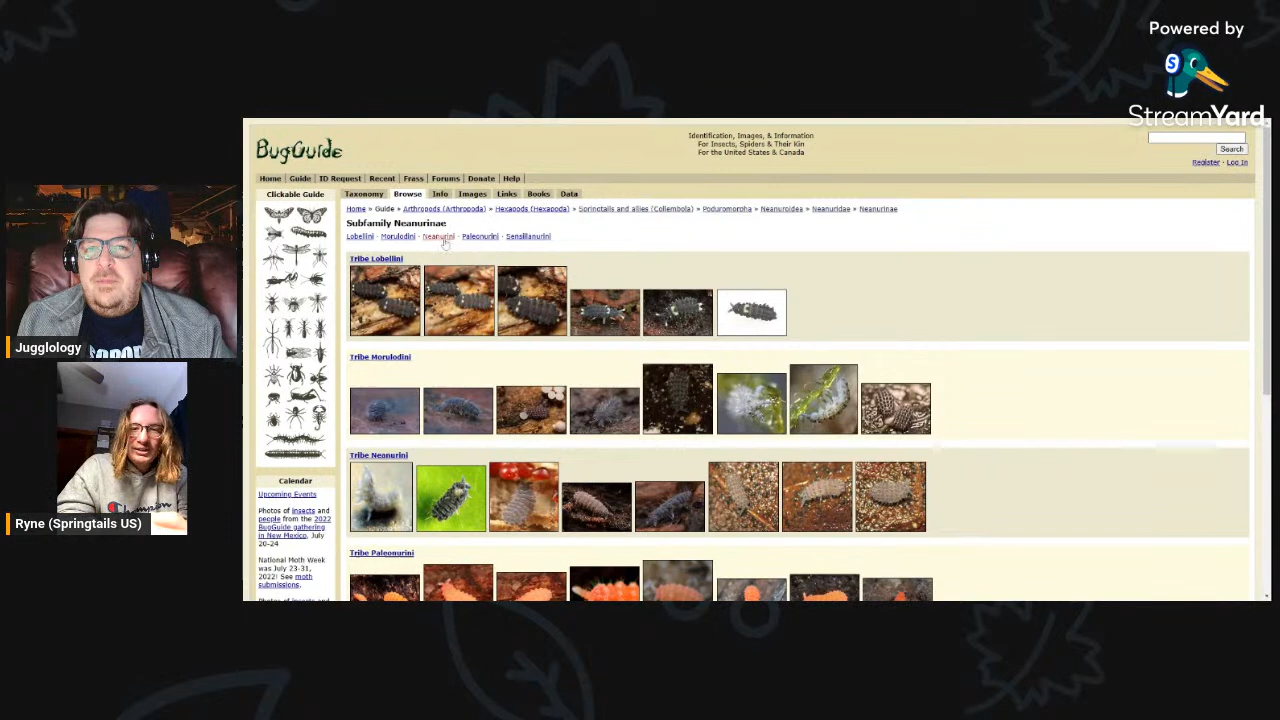 Powered by
StreamYard
BugGuide
Identification, Images, & Information
For Insects, Spiders & Their Kin
For the United States & Canada
Search
Register · Log In
Home Guide ID Request Recent Frass Forums Donate Help
Clickable Guide
Taxonomy Browse Info Images Links Books Data
Home » Guide » Arthropods (Arthropoda) » Hexapods (Hexapoda) » Springtails and allies (Collembola) » Poduromorpha » Neanuroidea » Neanuridae » Neanurinae
Subfamily Neanurinae
Lobellini · Morulodini · Neanurini · Paleonurini · Sensillanurini
Tribe Lobellini
Tribe Morulodini
Tribe Neanurini
Tribe Paleonurini
Calendar
Upcoming Events
Photos of insects and
people from the 2022
BugGuide gathering
in New Mexico, July
20-24
National Moth Week
was July 23-31,
2022! See moth
submissions.
Photos of insects and
Jugglology
Ryne (Springtails US)
Champion